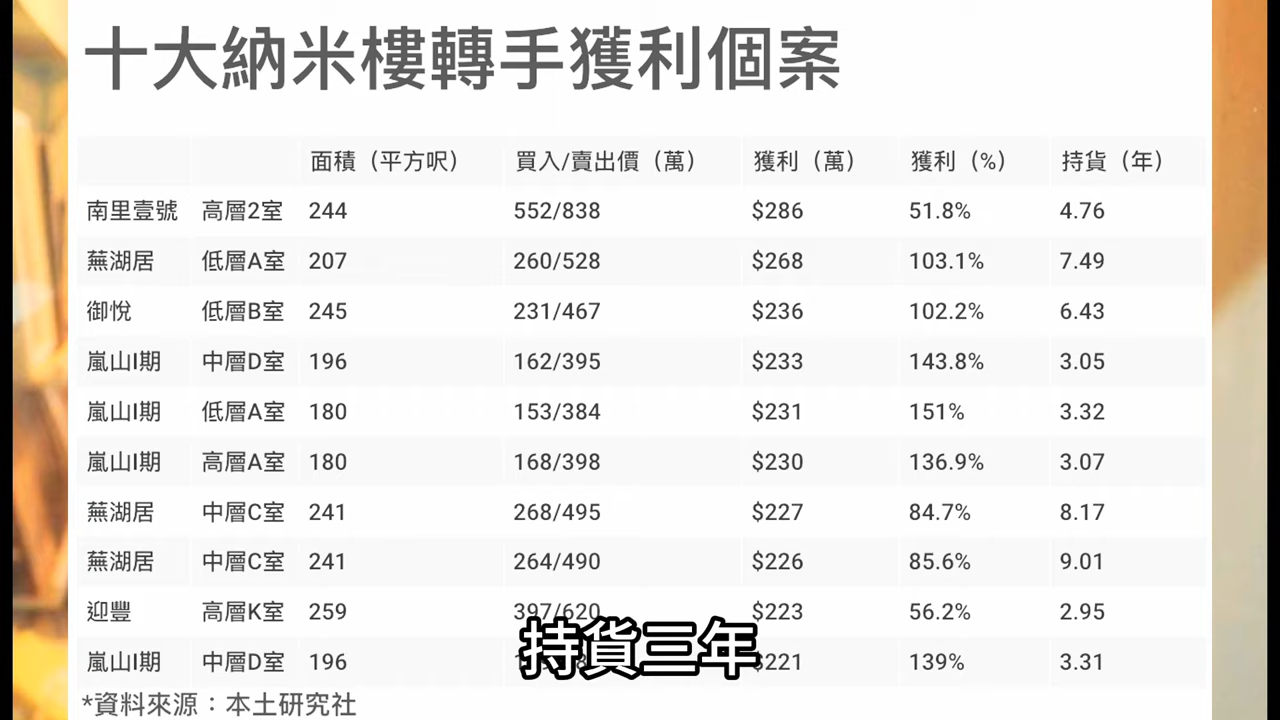 十大納米樓轉手獲利個案
面積（平方呎） 買入/賣出價（萬） 獲利（萬） 獲利（%） 持貨（年）
南里壹號 高層2室 244 552/838 $286 51.8% 4.76
蕪湖居 低層A室 207 260/528 $268 103.1% 7.49
御悅 低層B室 245 231/467 $236 102.2% 6.43
嵐山I期 中層D室 196 162/395 $233 143.8% 3.05
嵐山I期 低層A室 180 153/384 $231 151% 3.32
嵐山I期 高層A室 180 168/398 $230 136.9% 3.07
蕪湖居 中層C室 241 268/495 $227 84.7% 8.17
蕪湖居 中層C室 241 264/490 $226 85.6% 9.01
迎豐 高層K室 259 397/620 $223 56.2% 2.95
持貨三年
嵐山I期 中層D室 196 $221 139% 3.31
*資料來源：本土研究社